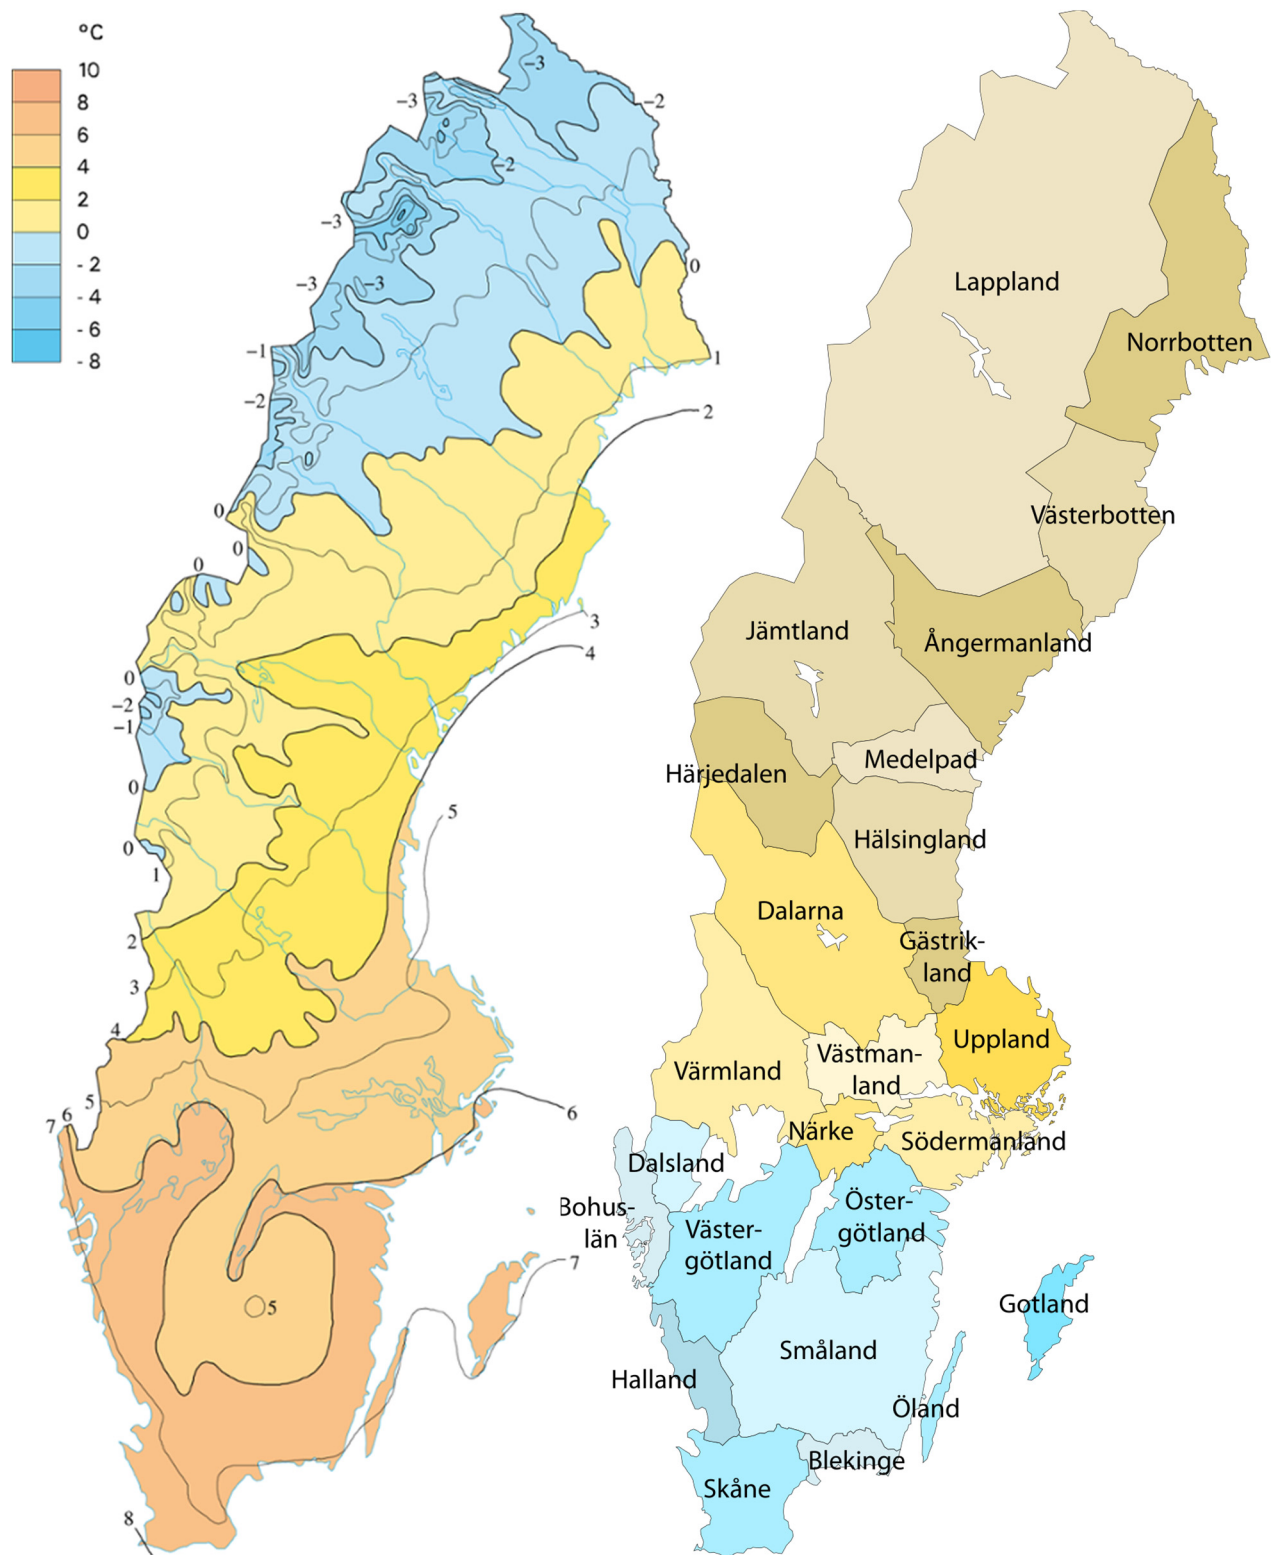 °C
10
8
6
4
2
0
- 2
- 4
- 6
- 8
−3
−3
−2
−2
−3
0
−3
−3
−1
1
−2
2
0
0
0
0
3
4
0
−2
−1
0
5
0
1
2
3
4
5
6
7
6
7
5
8
Lappland
Norrbotten
Västerbotten
Jämtland
Ångermanland
Medelpad
Härjedalen
Hälsingland
Dalarna
Gästrik-
land
Uppland
Västman-
land
Värmland
Närke
Södermanland
Dalsland
Bohus-
län
Väster-
götland
Öster-
götland
Gotland
Småland
Halland
Öland
Blekinge
Skåne